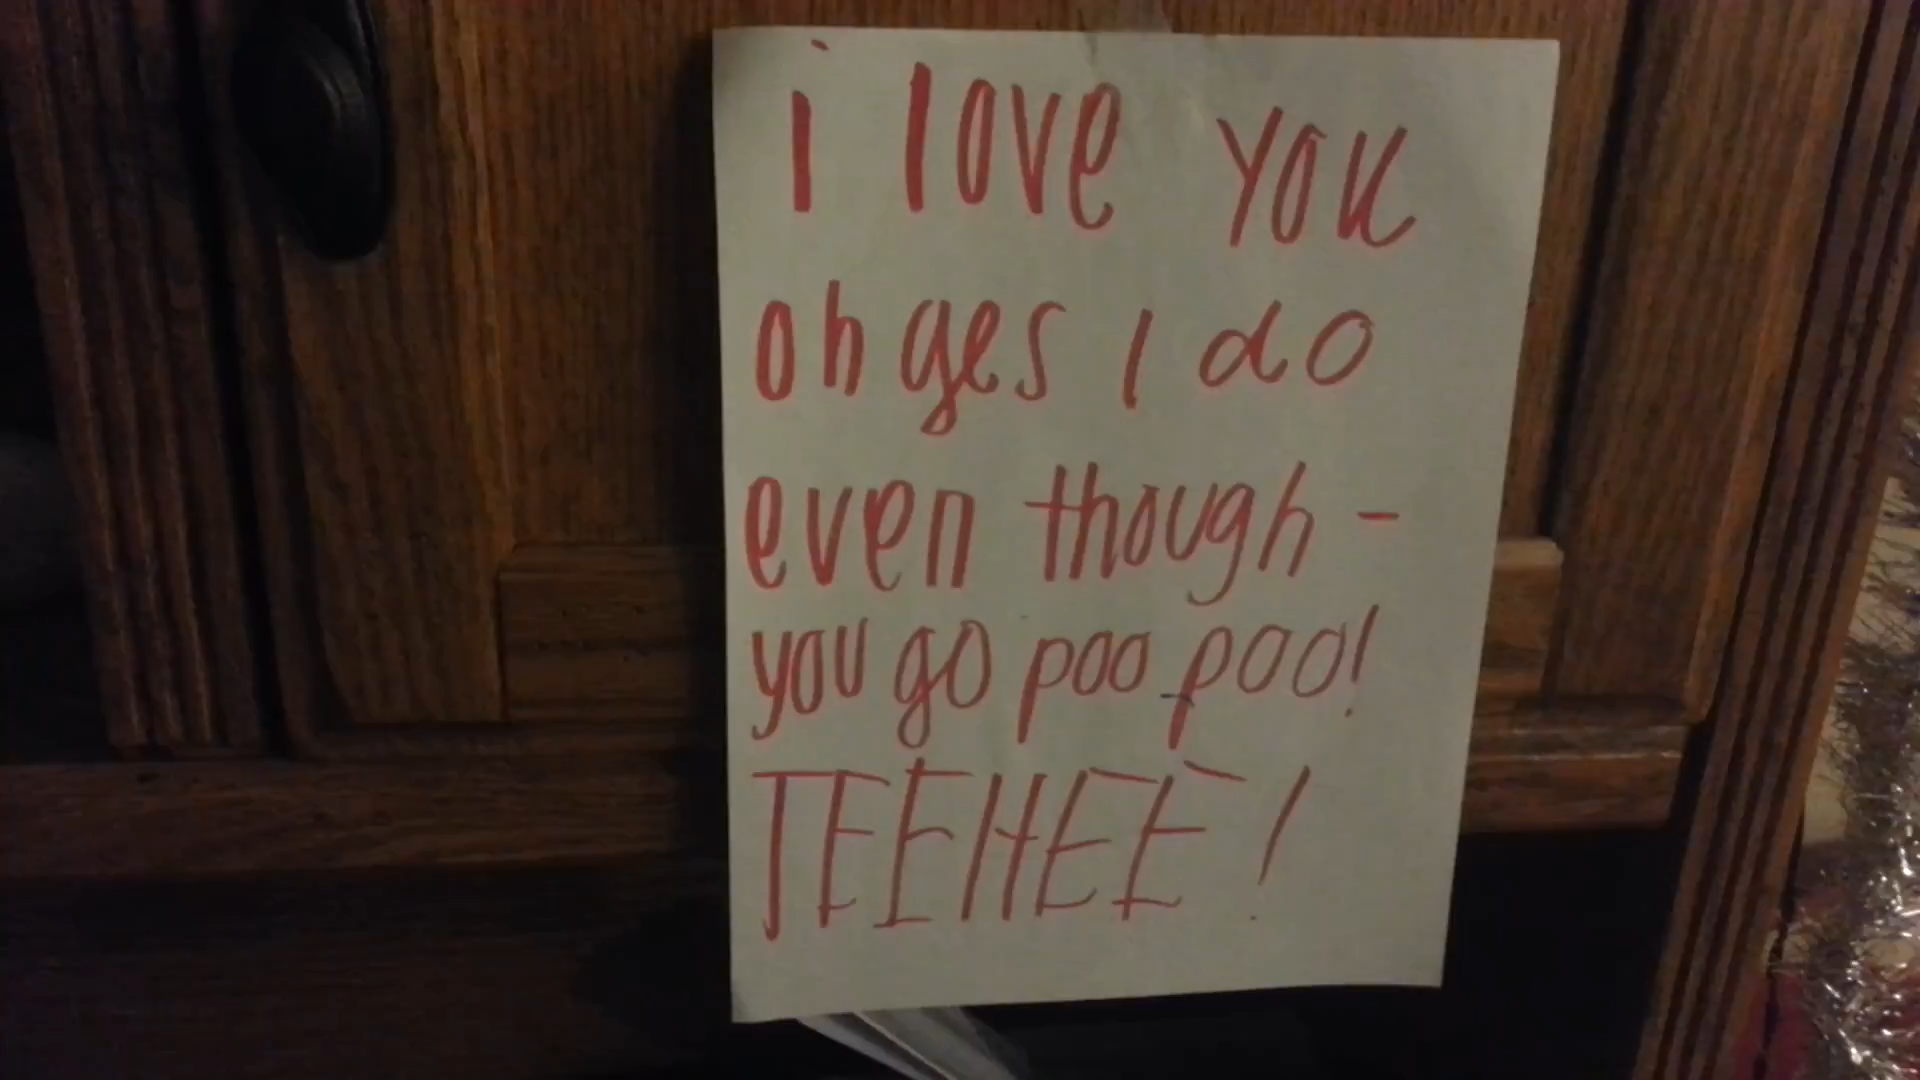 i love you
oh yes I do
even though -
you go poo poo!
TEEHEE!